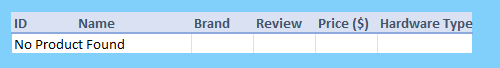 ID Name Brand Review Price ($) Hardware Type
No Product Found